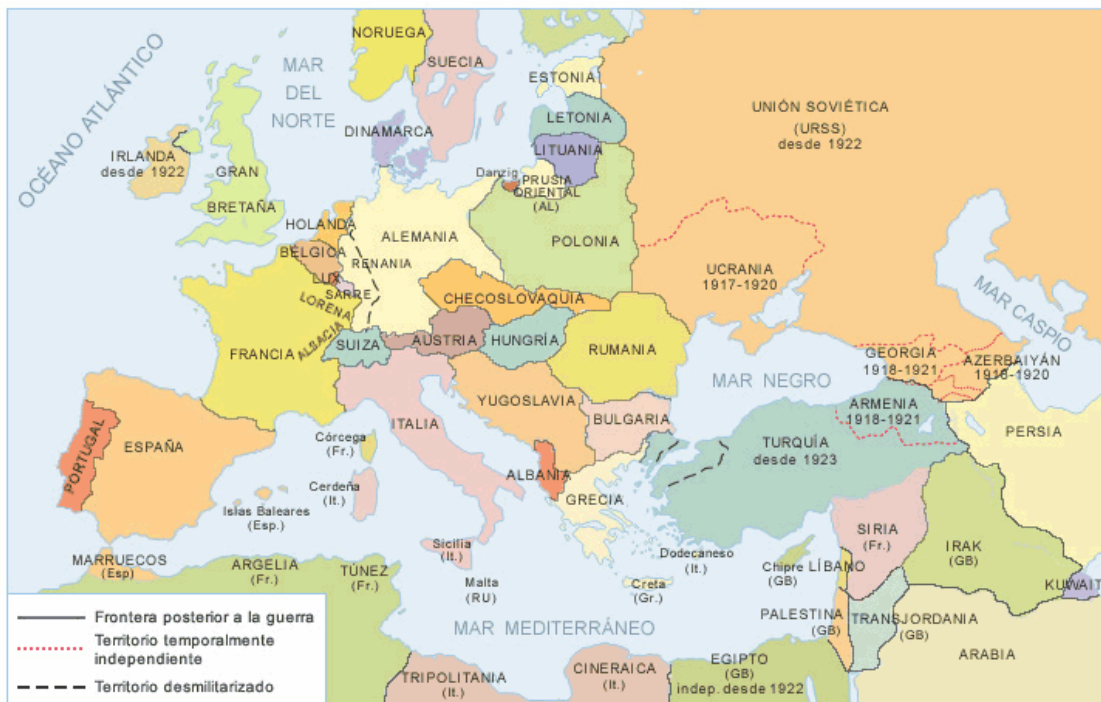 NORUEGA
SUECIA
MAR
DEL
NORTE
OCÉANO ATLÁNTICO
ESTONIA
LETONIA
LITUANIA
UNIÓN SOVIÉTICA
(URSS)
desde 1922
DINAMARCA
IRLANDA
desde 1922
GRAN
BRETAÑA
Danzig
PRUSIA
ORIENTAL
(AL)
HOLANDA
ALEMANIA
POLONIA
BÉLGICA
RENANIA
LUX
SARRE
LORENA
ALSACIA
CHECOSLOVAQUIA
UCRANIA
1917-1920
MAR CASPIO
FRANCIA
SUIZA
AUSTRIA
HUNGRÍA
RUMANIA
GEORGIA
1918-1921
AZERBAIYÁN
1918-1920
MAR NEGRO
ARMENIA
1918-1921
PERSIA
PORTUGAL
ESPAÑA
ITALIA
YUGOSLAVIA
BULGARIA
TURQUÍA
desde 1923
Córcega
(Fr.)
Cerdeña
(It.)
Islas Baleares
(Esp.)
ALBANIA
GRECIA
SIRIA
(Fr.)
IRAK
(GB)
Sicilia
(It.)
Dodecaneso
(It.)
Chipre
(GB)
LÍBANO
KUWAIT
MARRUECOS
(Esp)
ARGELIA
(Fr.)
TÚNEZ
(Fr.)
Malta
(RU)
Creta
(Gr.)
PALESTINA
(GB)
TRANSJORDANIA
(GB)
MAR MEDITERRÁNEO
ARABIA
TRIPOLITANIA
(It.)
CINERAICA
(It.)
EGIPTO
(GB)
indep. desde 1922
Frontera posterior a la guerra
Territorio temporalmente
independiente
Territorio desmilitarizado